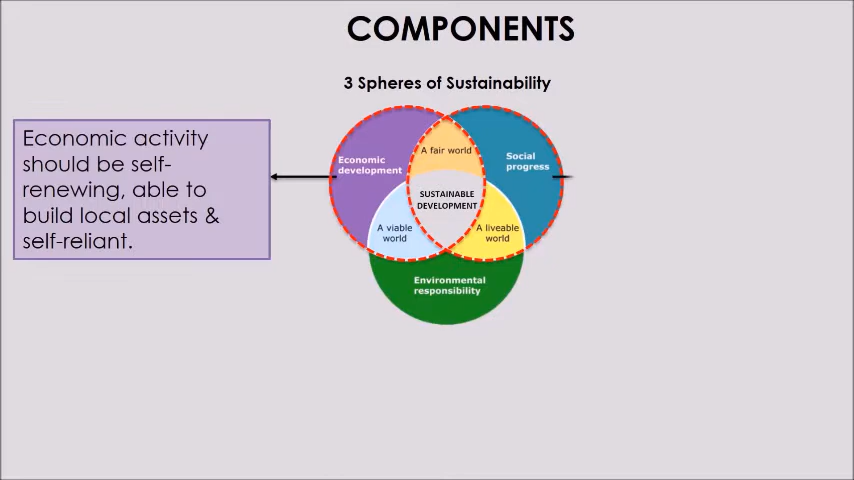 COMPONENTS
3 Spheres of Sustainability
Economic activity
should be self-
renewing, able to
build local assets &
self-reliant.
Economic
development
A fair world
Social
progress
SUSTAINABLE
DEVELOPMENT
A viable
world
A liveable
world
Environmental
responsibility